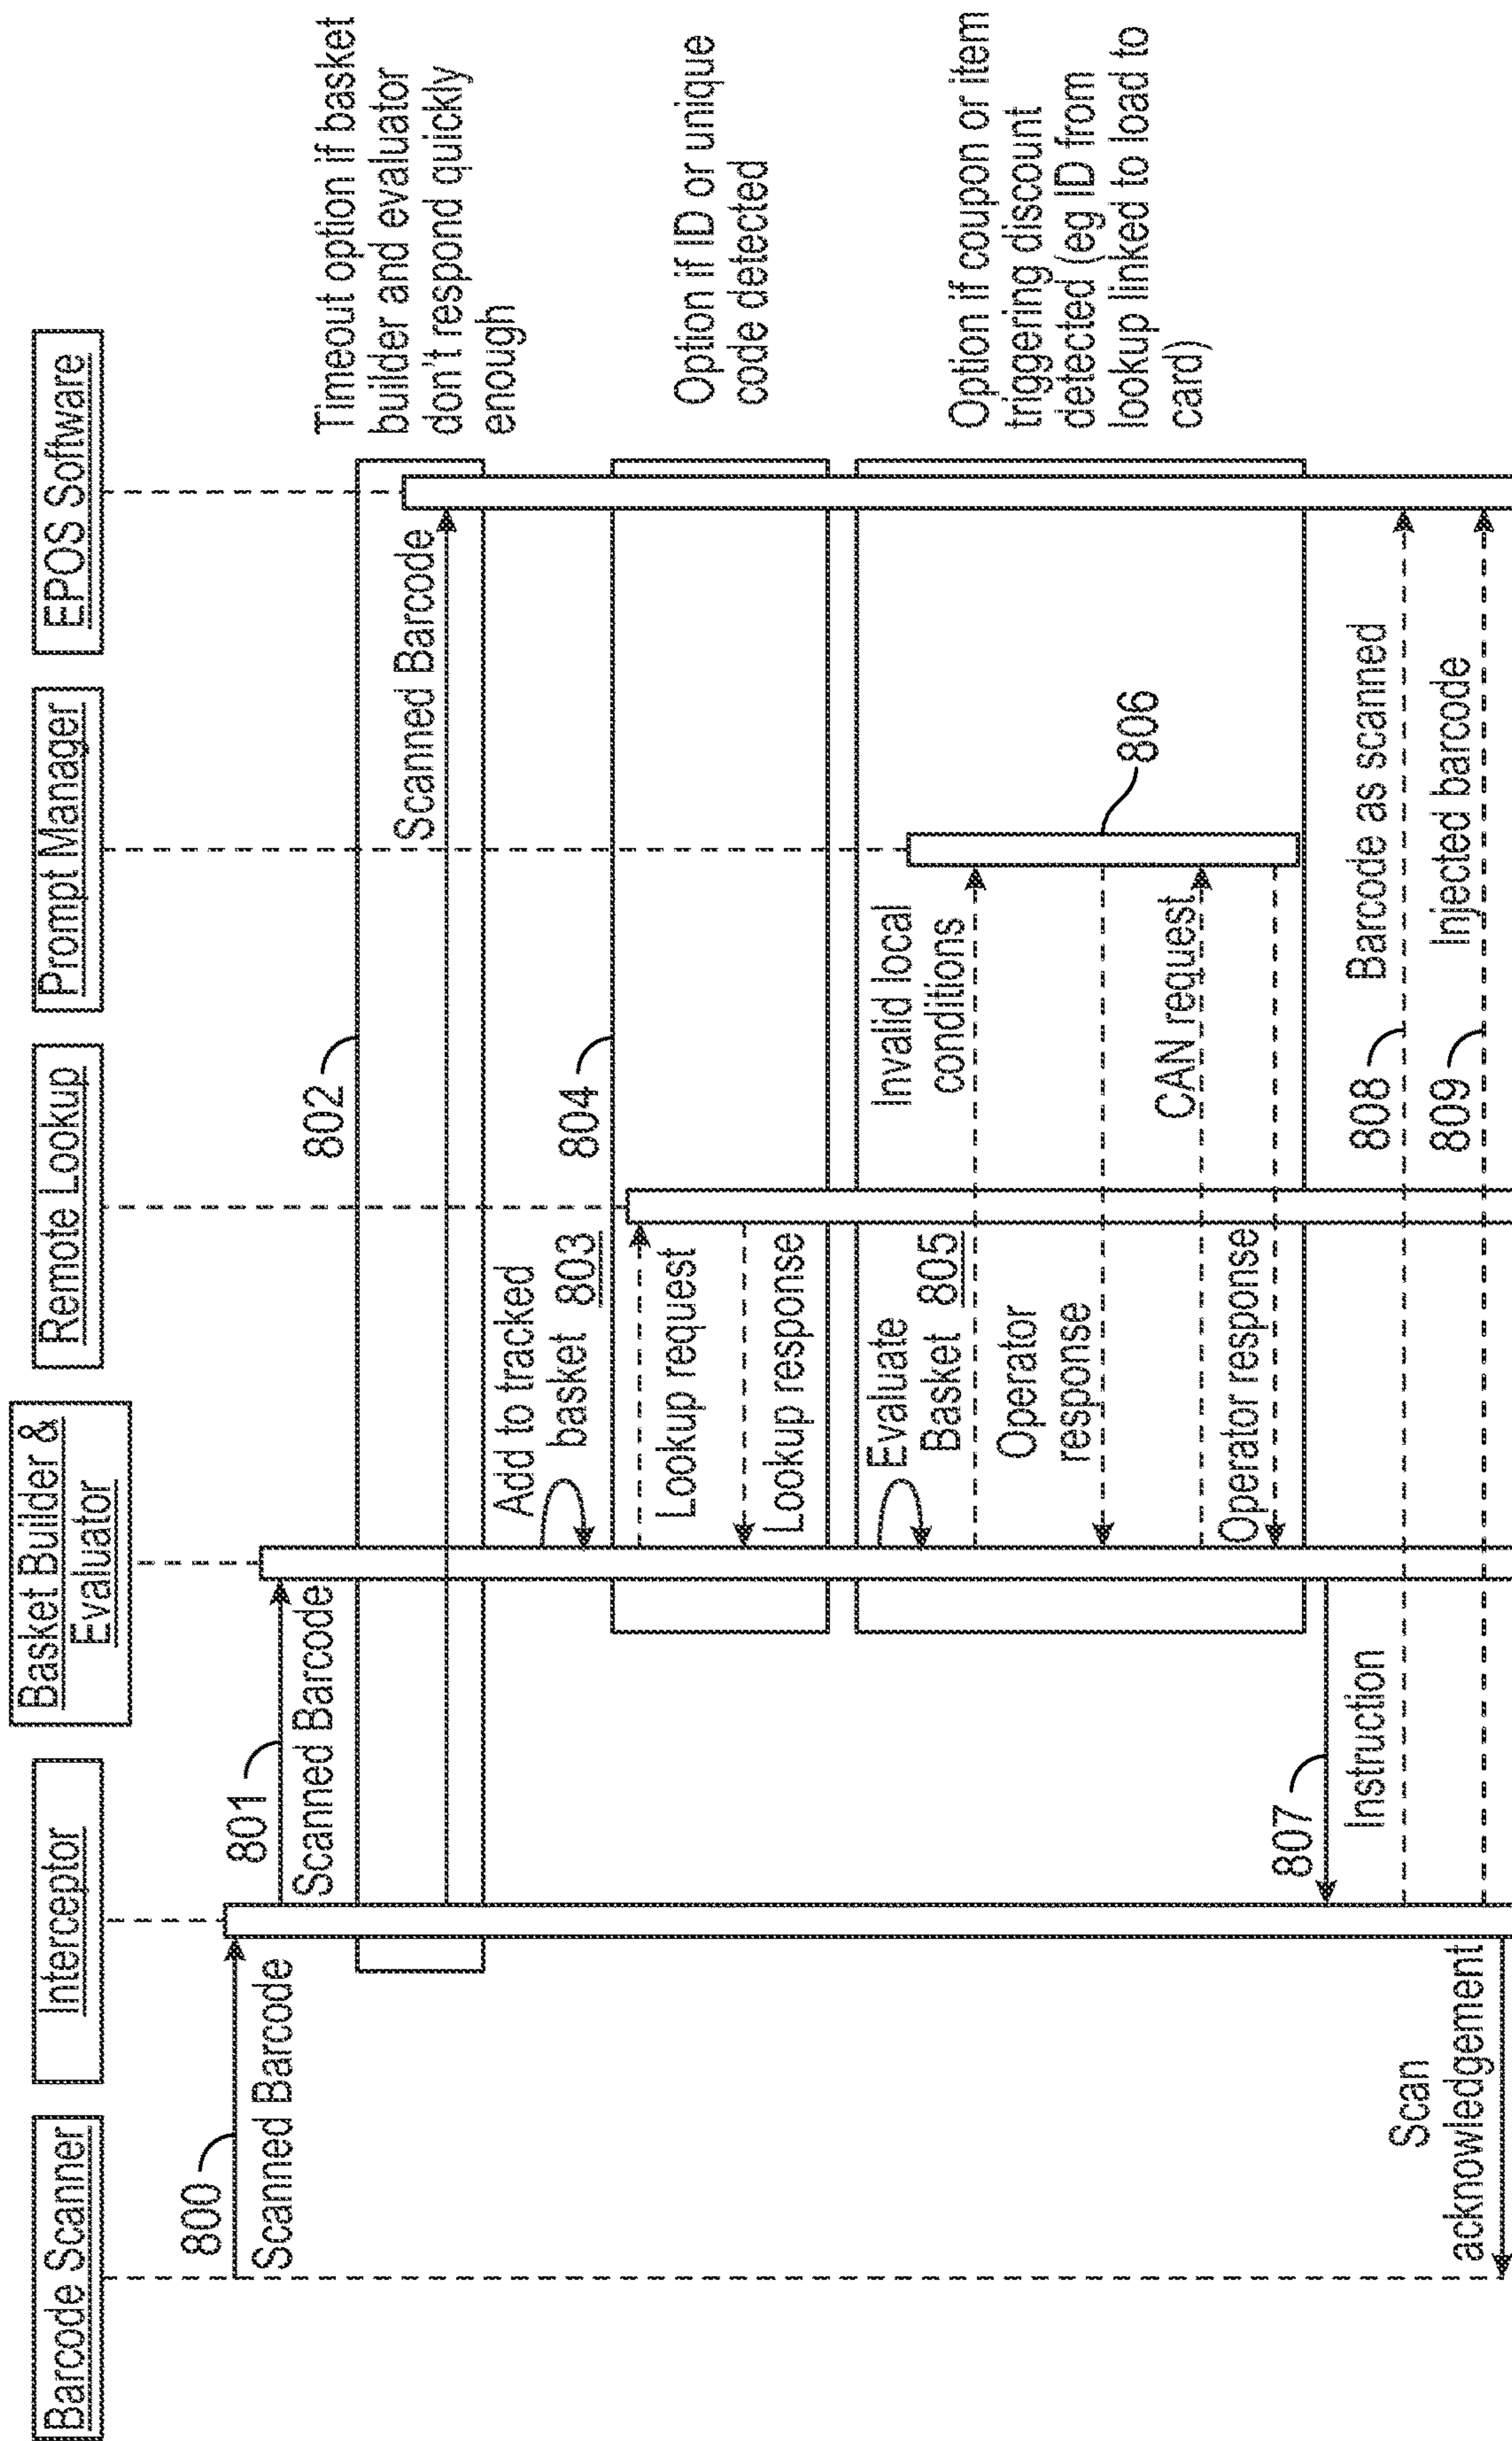 Barcode Scanner
Interceptor
Basket Builder &
Evaluator
Remote Lookup
Prompt Manager
EPOS Software
800
Scanned Barcode
801
Scanned Barcode
802
Timeout option if basket
builder and evaluator
don't respond quickly
enough
Scanned Barcode
Add to tracked
basket 803
804
Option if ID or unique
code detected
Lookup request
Lookup response
Evaluate
Basket 805
Invalid local
conditions
Option if coupon or item
triggering discount
detected (eg ID from
lookup linked to load to
card)
Operator
response
806
CAN request
Operator response
807
Instruction
808
Barcode as scanned
809
Injected barcode
Scan
acknowledgement